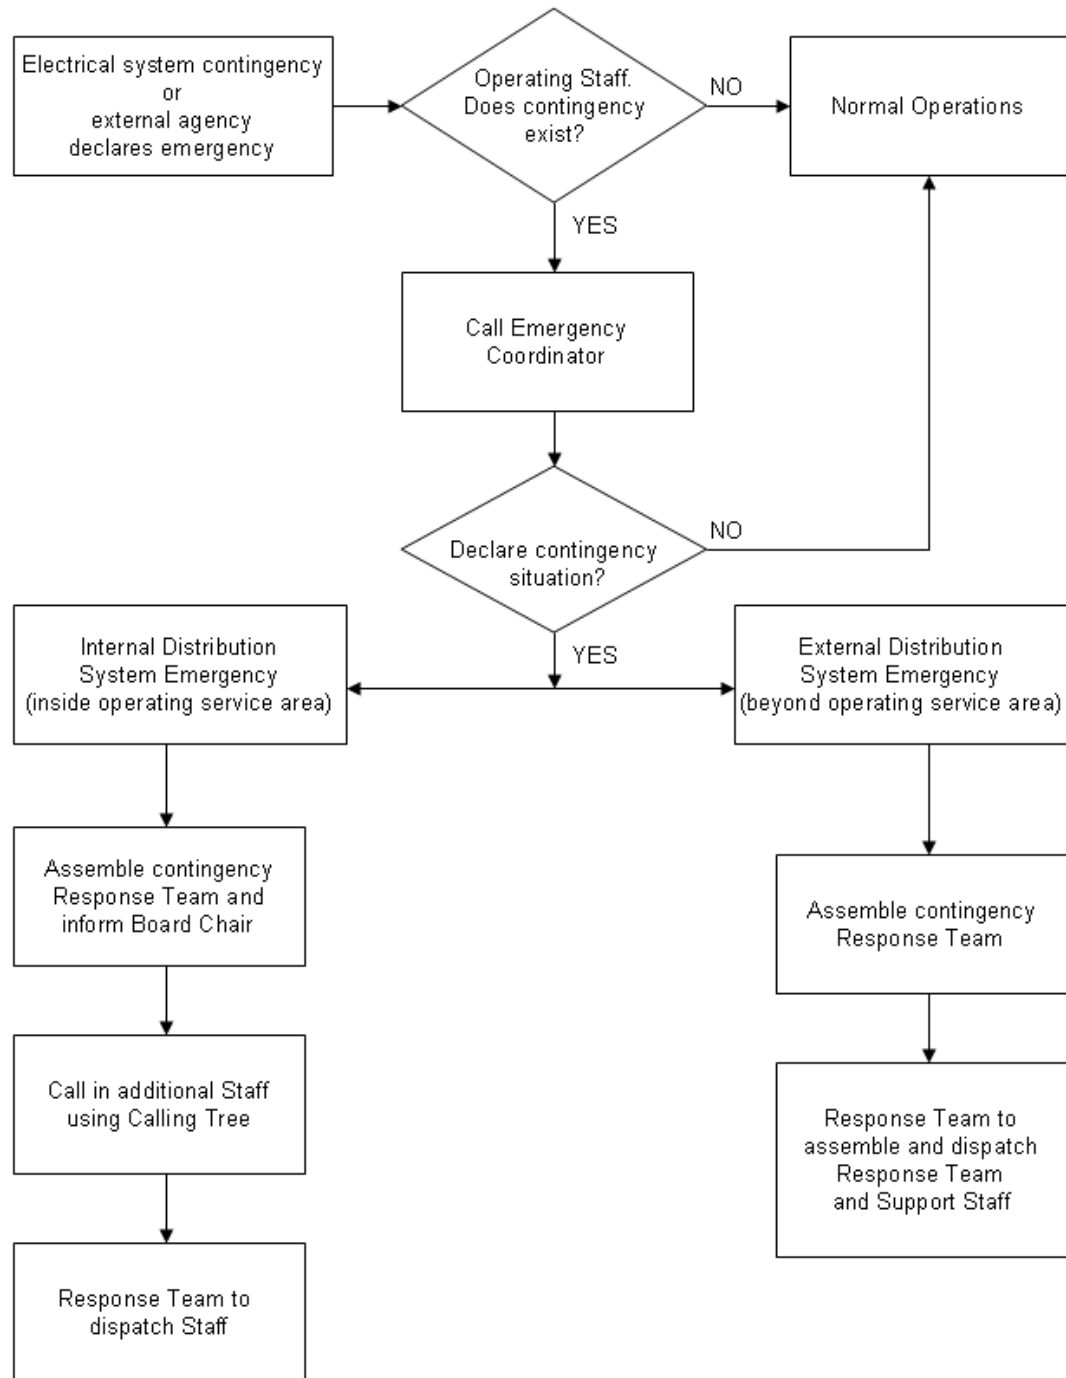 Electrical system contingency
or
external agency
declares emergency
Operating Staff.
Does contingency
exist?
NO
Normal Operations
YES
Call Emergency
Coordinator
Declare contingency
situation?
NO
YES
Internal Distribution
System Emergency
(inside operating service area)
External Distribution
System Emergency
(beyond operating service area)
Assemble contingency
Response Team and
inform Board Chair
Assemble contingency
Response Team
Call in additional Staff
using Calling Tree
Response Team to
assemble and dispatch
Response Team
and Support Staff
Response Team to
dispatch Staff